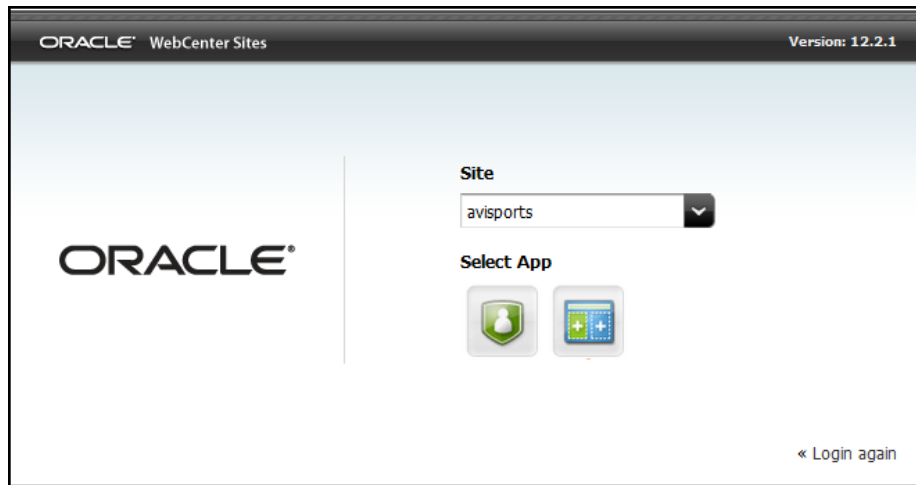 ORACLE® WebCenter Sites
Version: 12.2.1
Site
avisports
ORACLE®
Select App
« Login again